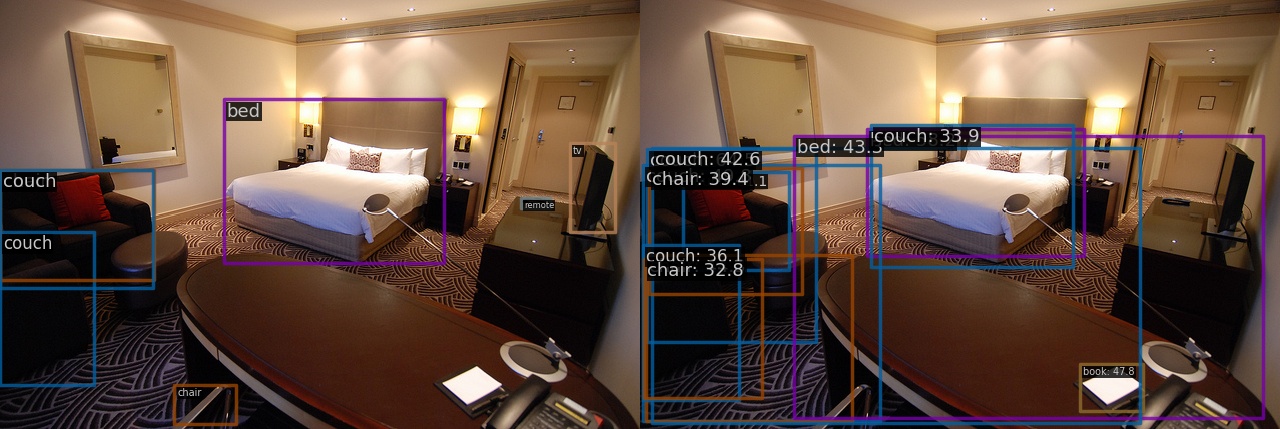 bed
couch
couch
tv
remote
chair
couch: 33.9
bed: 43.5
couch: 42.6
chair: 39.4
.1
couch: 36.1
chair: 32.8
book: 47.8